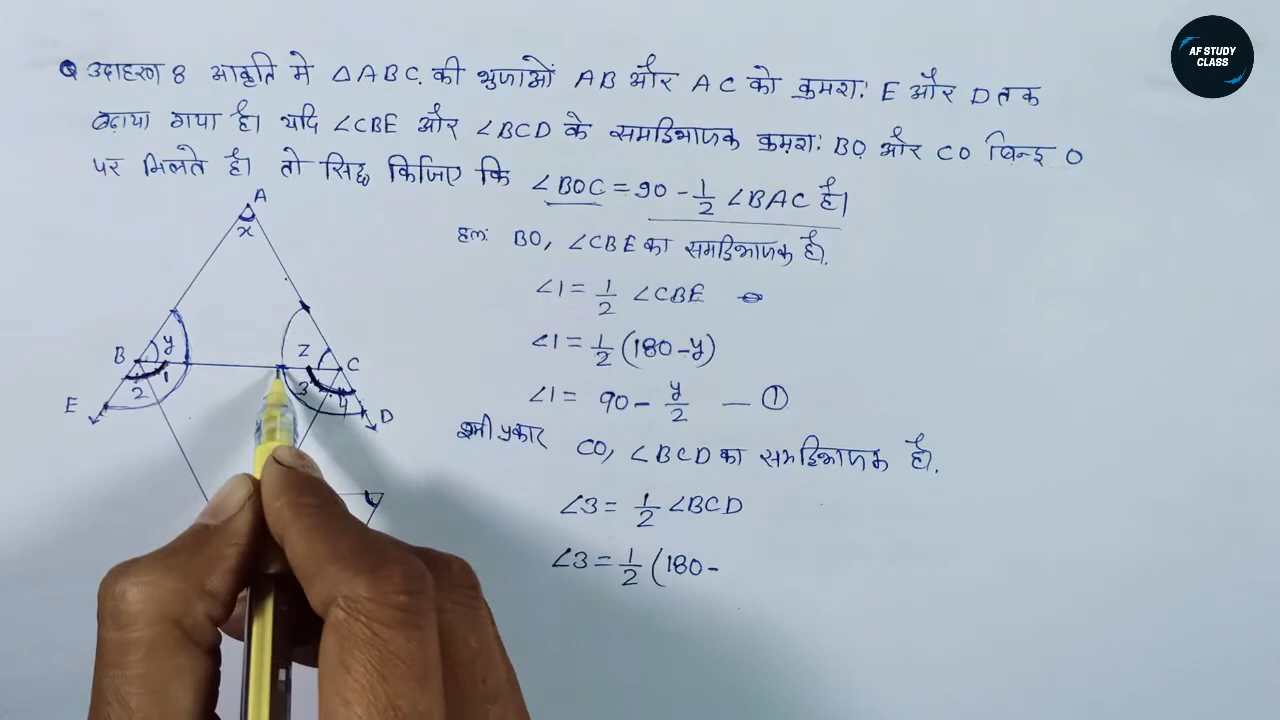 Q उदाहरण 8 आकृति मे △ABC की भुजाओं AB और AC को क्रमशः E और D तक
बढ़ाया गया है। यदि ∠CBE और ∠BCD के समद्विभाजक क्रमशः BO और CO बिन्दु O
पर मिलते है। तो सिद्ध किजिए कि ∠BOC = 90 - 1/2 ∠BAC है।
हल: BO, ∠CBE का समद्विभाजक है।
∠1 = 1/2 ∠CBE
∠1 = 1/2 (180 - y)
∠1 = 90 - y/2 — ①
इसी प्रकार CO, ∠BCD का समद्विभाजक है।
∠3 = 1/2 ∠BCD
∠3 = 1/2 (180 -
A
x
B y z C
2 1 3 4
E D
AF STUDY
CLASS